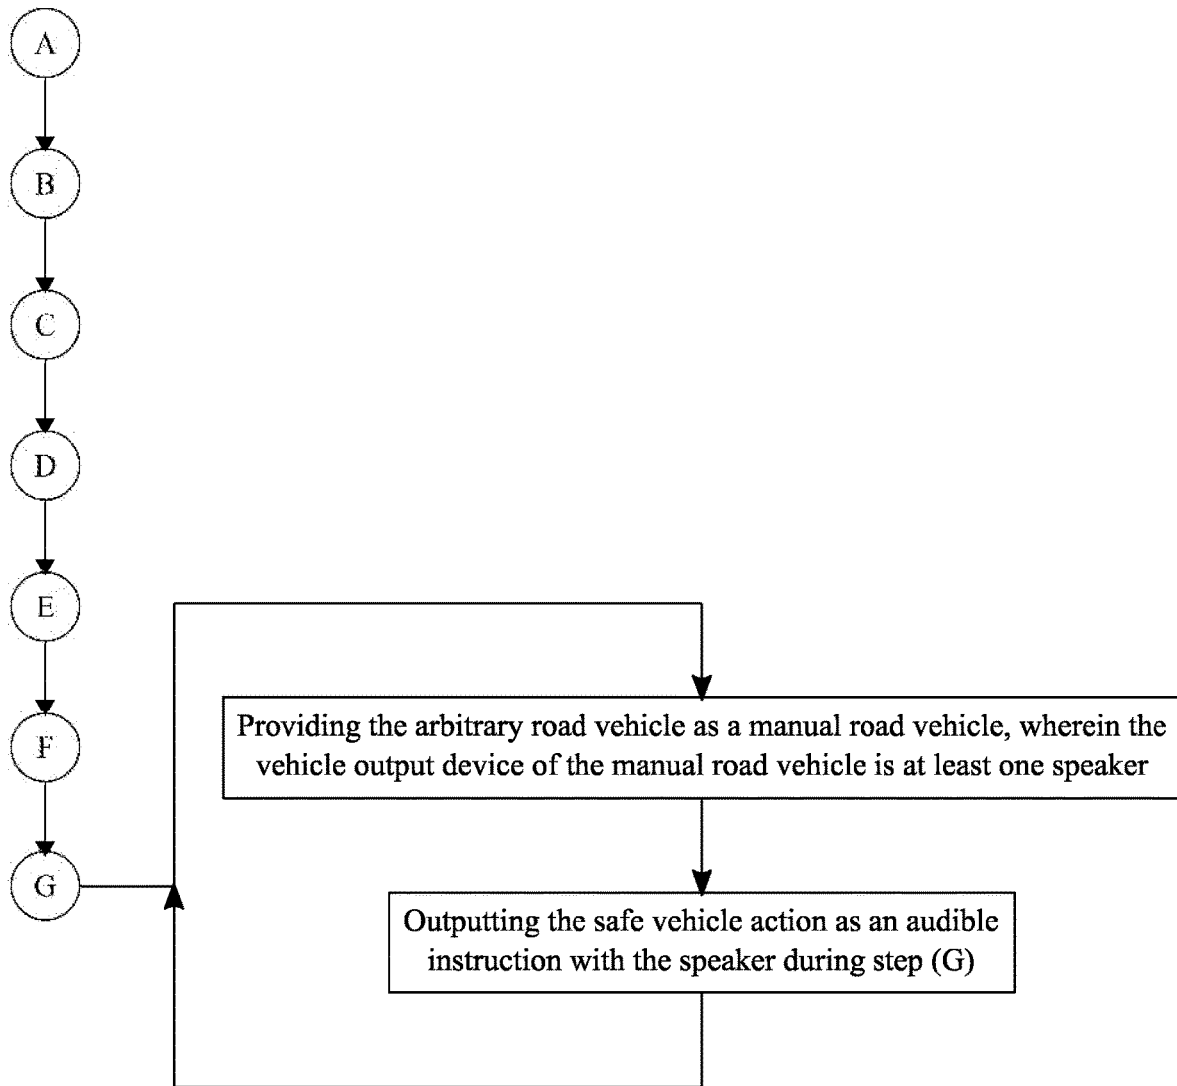 A
B
C
D
E
F
G
Providing the arbitrary road vehicle as a manual road vehicle, wherein the
vehicle output device of the manual road vehicle is at least one speaker
Outputting the safe vehicle action as an audible
instruction with the speaker during step (G)